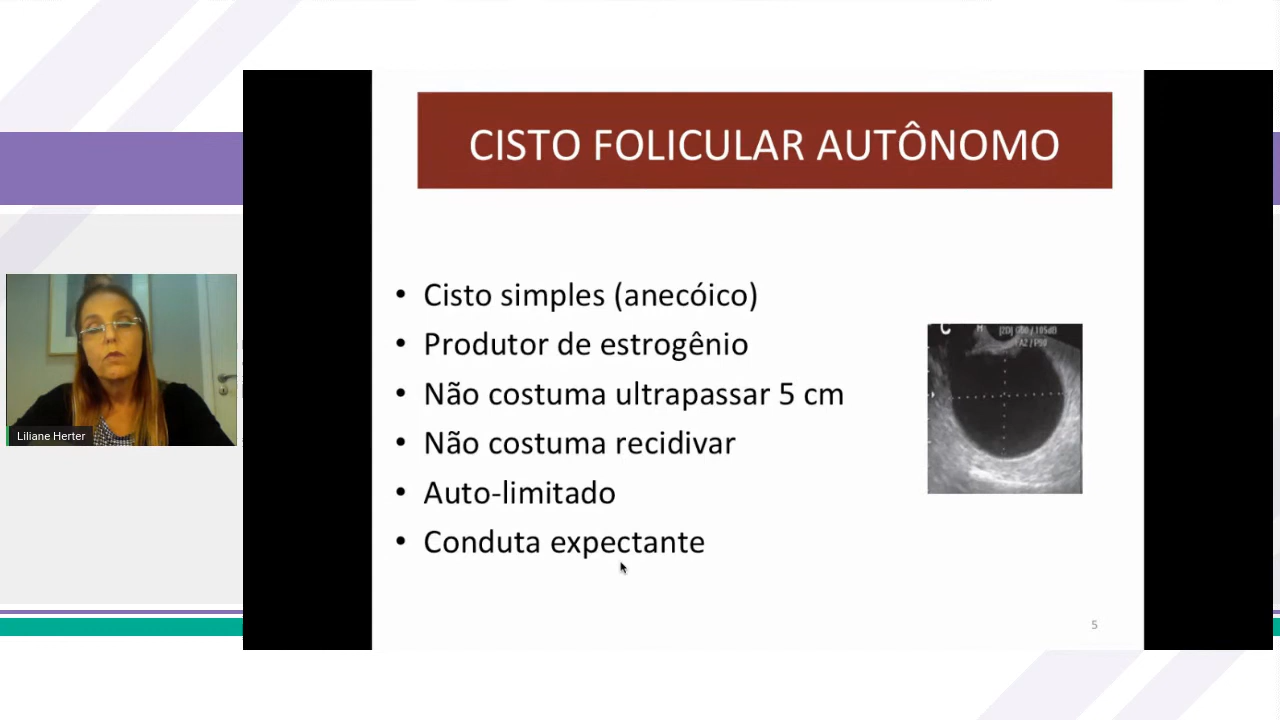 CISTO FOLICULAR AUTÔNOMO
• Cisto simples (anecóico)
• Produtor de estrogênio
• Não costuma ultrapassar 5 cm
• Não costuma recidivar
• Auto-limitado
• Conduta expectante
Liliane Herter
5